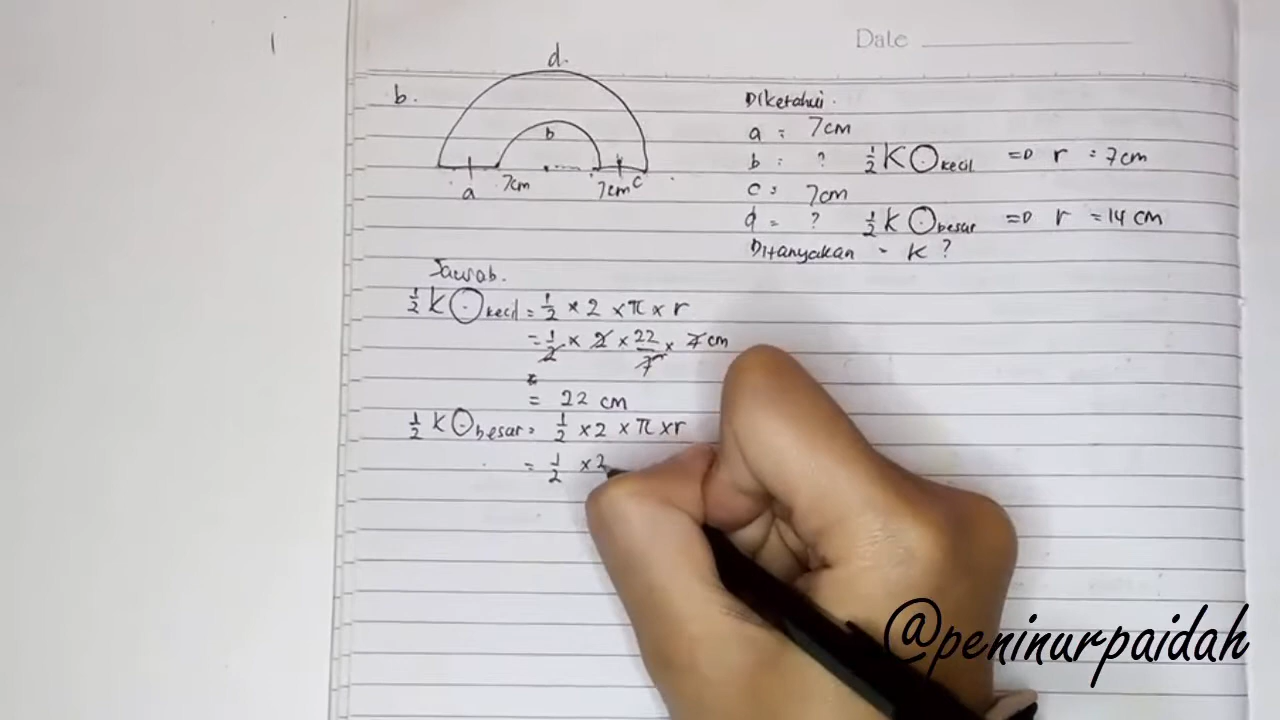 Date
d.
b.
b
a 7cm 7cm c
Diketahui.
a = 7cm
b = ? 1/2 K ⊙ kecil => r = 7cm
c = 7cm
d = ? 1/2 K ⊙ besar => r = 14 cm
Ditanyakan = K ?
Jawab.
1/2 K ⊙ kecil = 1/2 × 2 × π × r
= 1/2 × 2 × 22/7 × 7 cm
= 22 cm
1/2 K ⊙ besar = 1/2 × 2 × π × r
= 1/2 × 2
@peninurpaidah